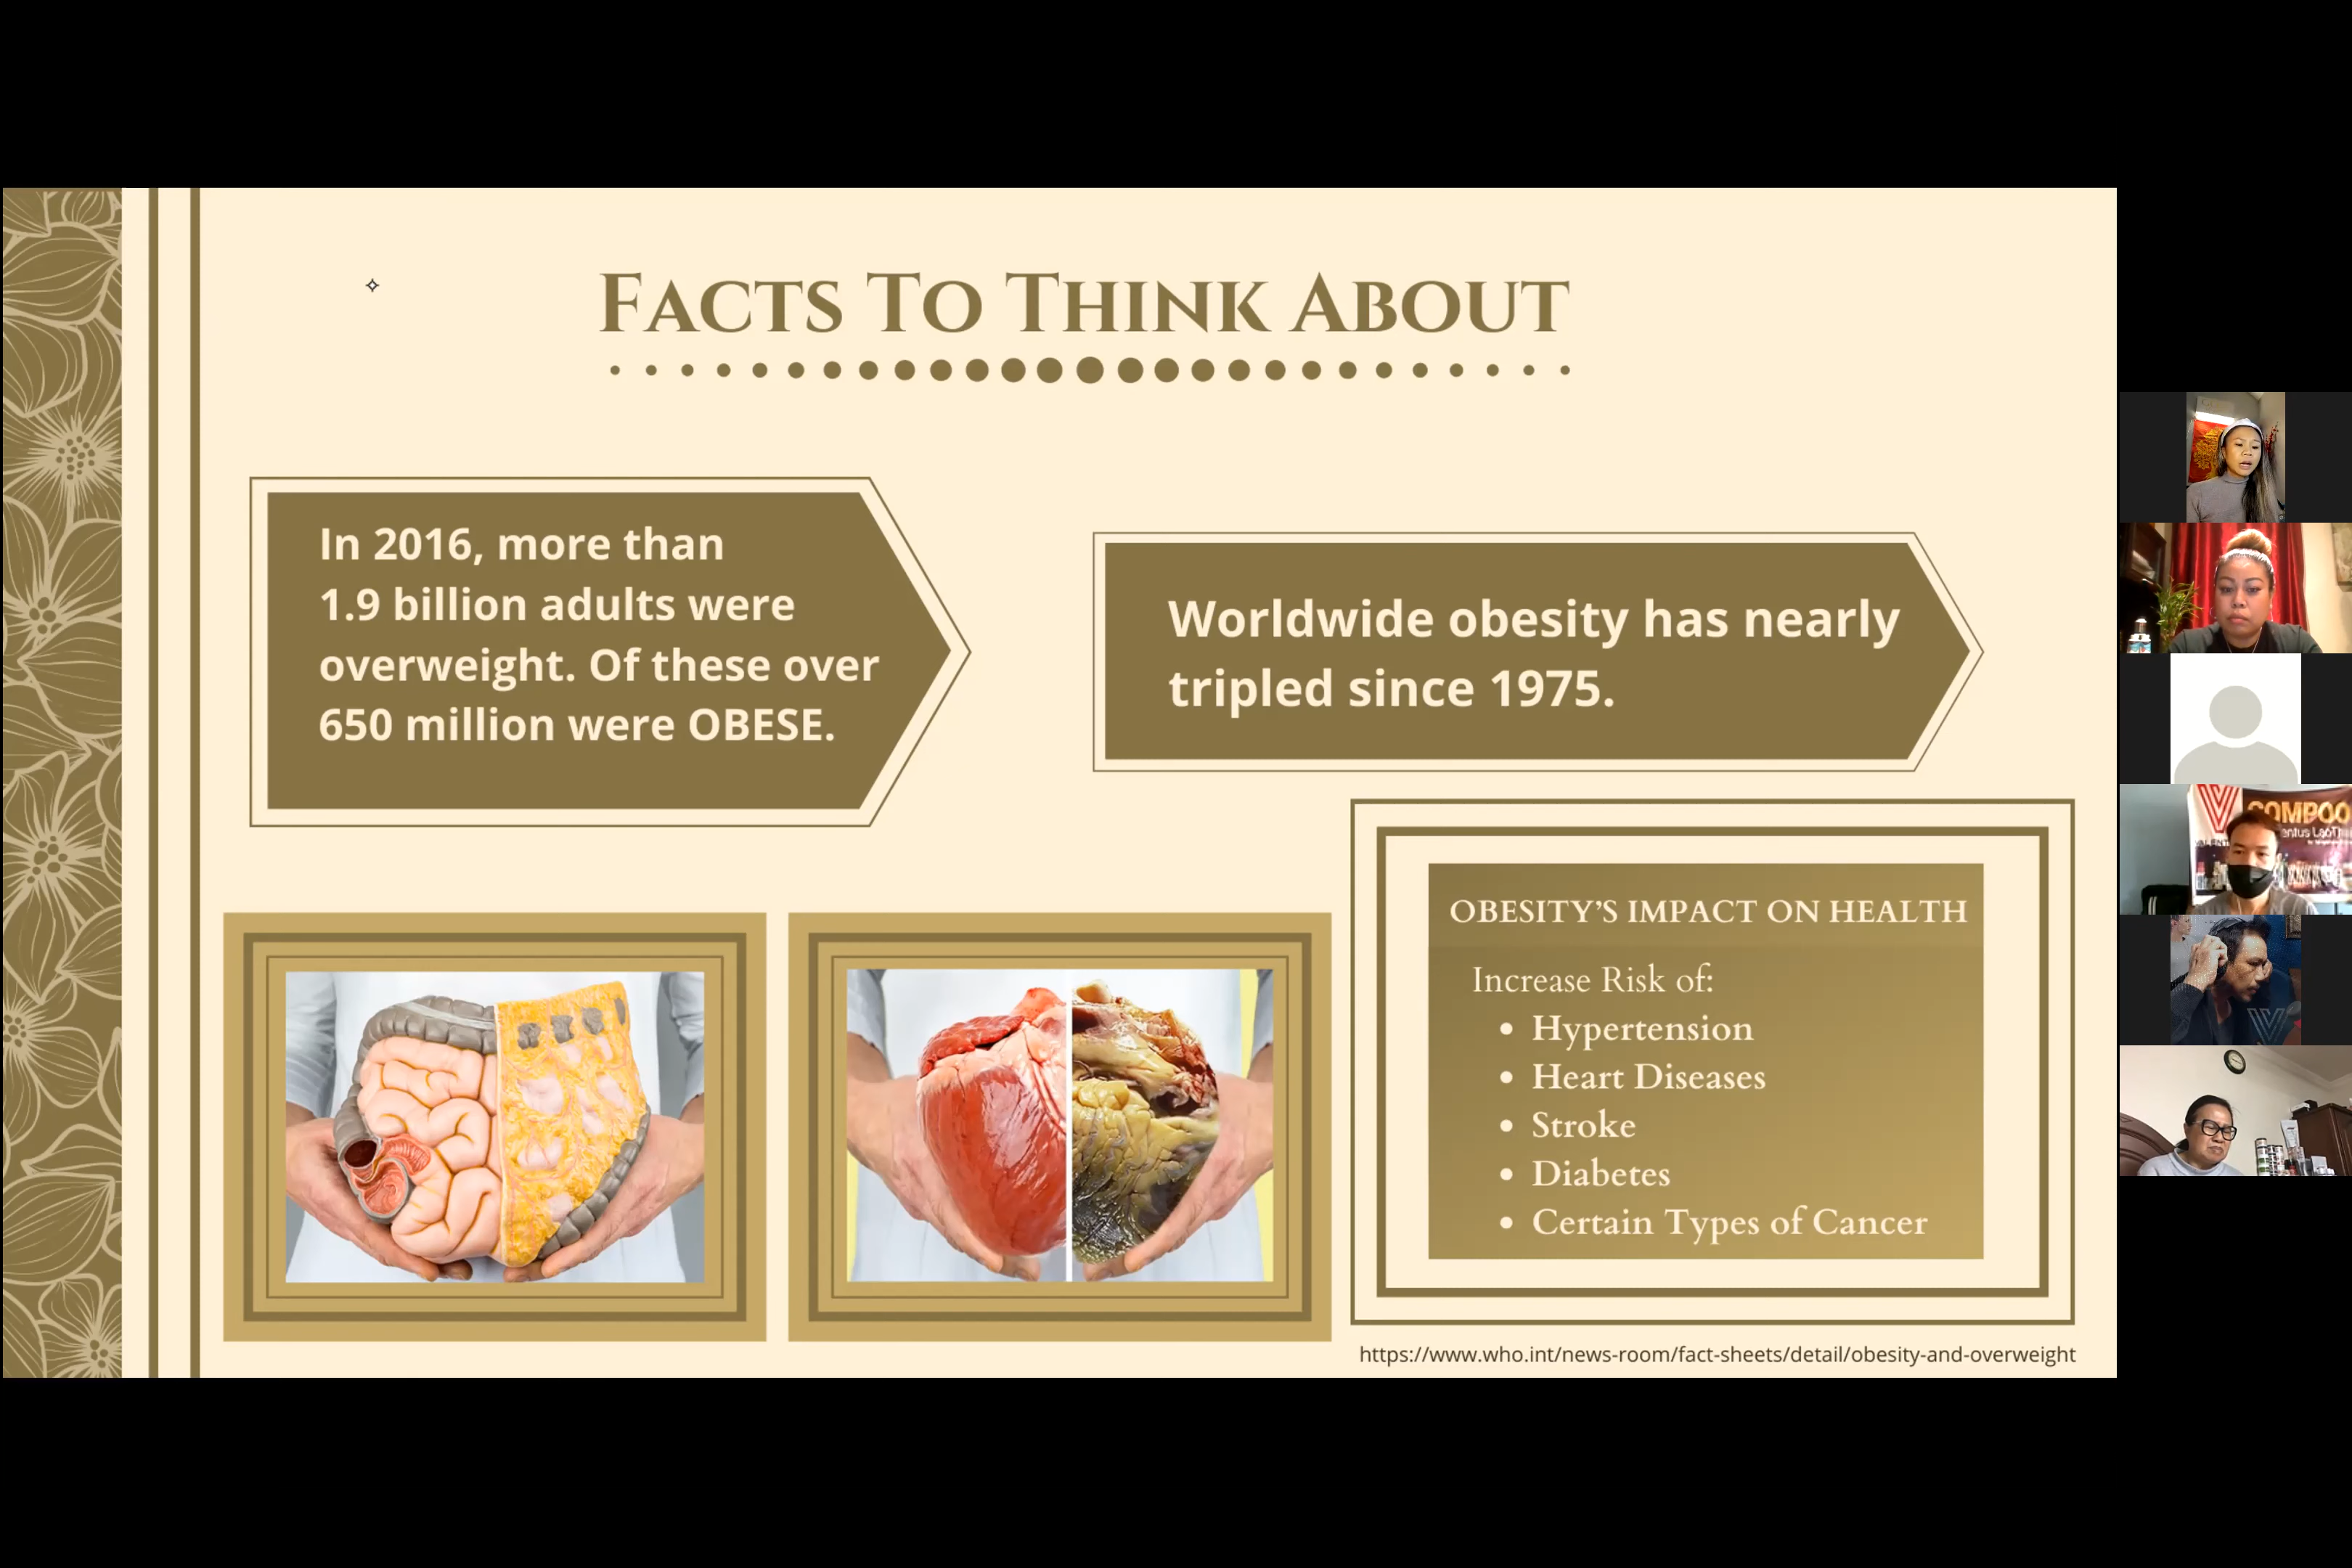 FACTS TO THINK ABOUT
In 2016, more than
1.9 billion adults were
overweight. Of these over
650 million were OBESE.
Worldwide obesity has nearly
tripled since 1975.
OBESITY'S IMPACT ON HEALTH
Increase Risk of:
• Hypertension
• Heart Diseases
• Stroke
• Diabetes
• Certain Types of Cancer
https://www.who.int/news-room/fact-sheets/detail/obesity-and-overweight
COMPOO